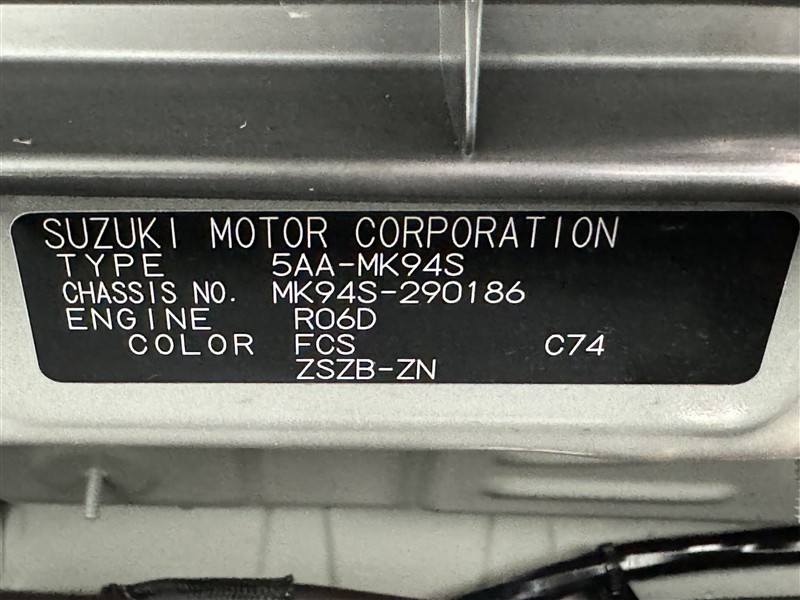 SUZUKI MOTOR CORPORATION
TYPE 5AA-MK94S
CHASSIS NO. MK94S-290186
ENGINE R06D
COLOR FCS C74
ZSZB-ZN